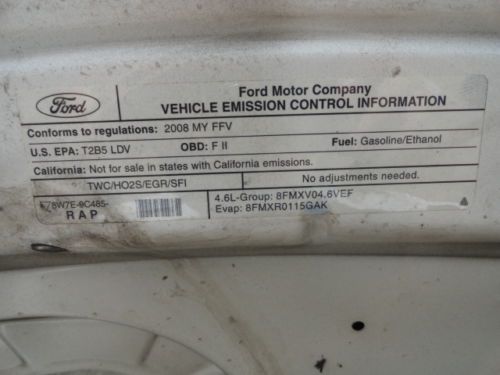 Ford
Ford Motor Company
VEHICLE EMISSION CONTROL INFORMATION
Conforms to regulations: 2008 MY FFV
U.S. EPA: T2B5 LDV OBD: F II Fuel: Gasoline/Ethanol
California: Not for sale in states with California emissions.
TWC/HO2S/EGR/SFI No adjustments needed.
8W7E-9C485- 4.6L-Group: 8FMXV04.6VEF
RAP Evap: 8FMXR0115GAK